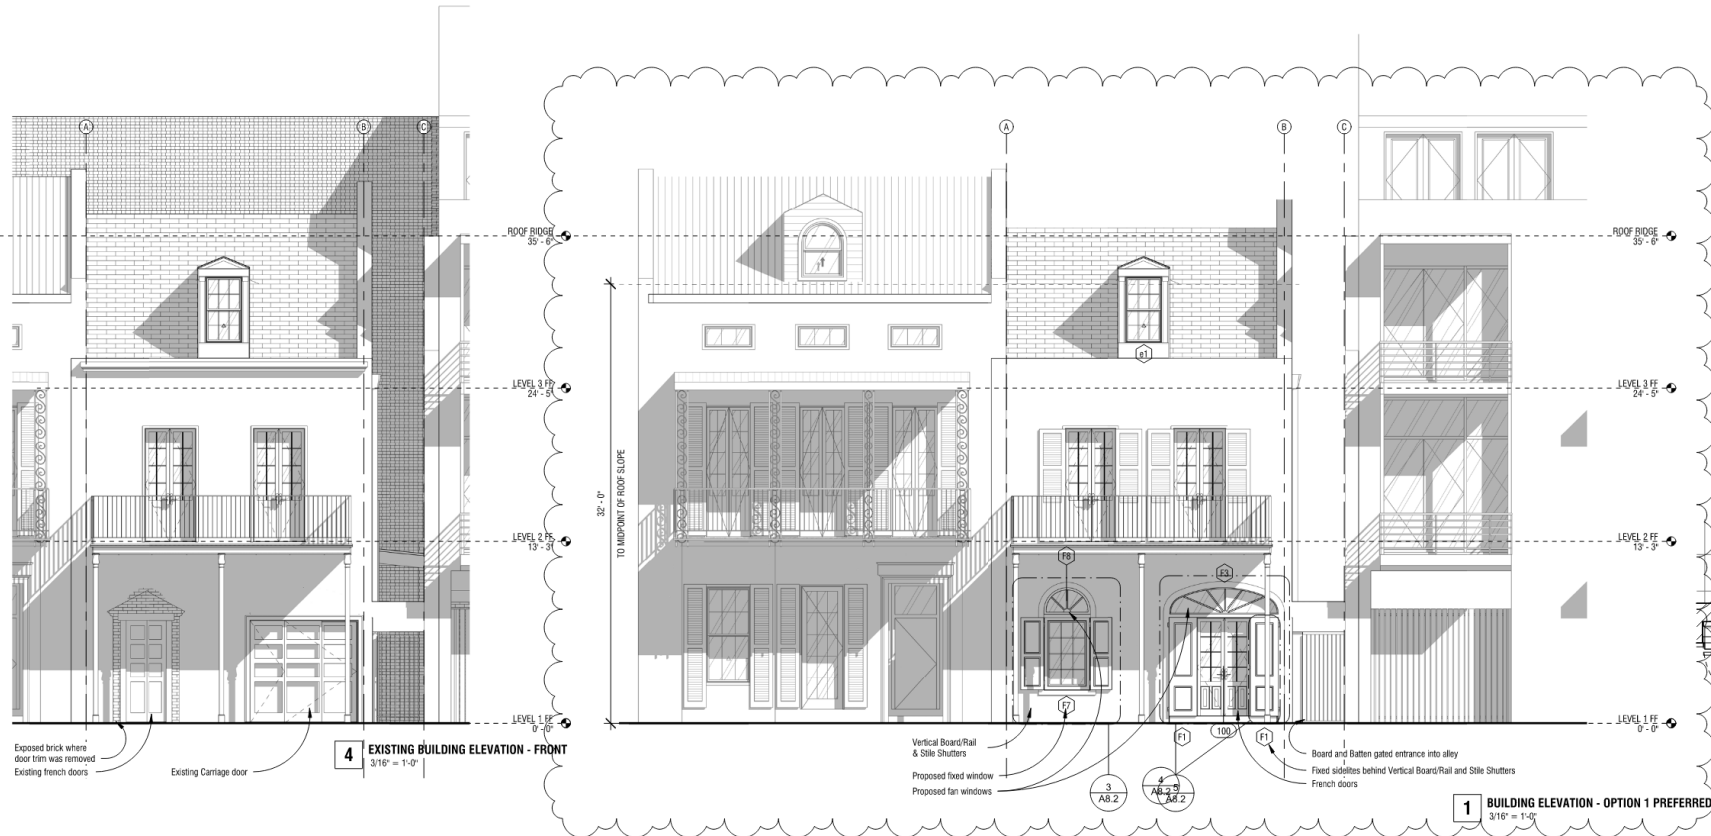 A
B
C
ROOF RIDGE
35' - 6"
LEVEL 3 FF
24' - 5"
LEVEL 2 FF
13' - 3"
LEVEL 1 FF
0' - 0"
Exposed brick where
door trim was removed
Existing french doors
Existing Carriage door
4
EXISTING BUILDING ELEVATION - FRONT
3/16" = 1'-0"
32' - 0"
TO MIDPOINT OF ROOF SLOPE
A
B
C
e1
F8
F3
F7
F1
100
F1
ROOF RIDGE
35' - 6"
LEVEL 3 FF
24' - 5"
LEVEL 2 FF
13' - 3"
LEVEL 1 FF
0' - 0"
Vertical Board/Rail
& Stile Shutters
Proposed fixed window
Proposed fan windows
3
A8.2
4
A8.2
5
A8.2
Board and Batten gated entrance into alley
Fixed sidelites behind Vertical Board/Rail and Stile Shutters
French doors
1
BUILDING ELEVATION - OPTION 1 PREFERRED
3/16" = 1'-0"